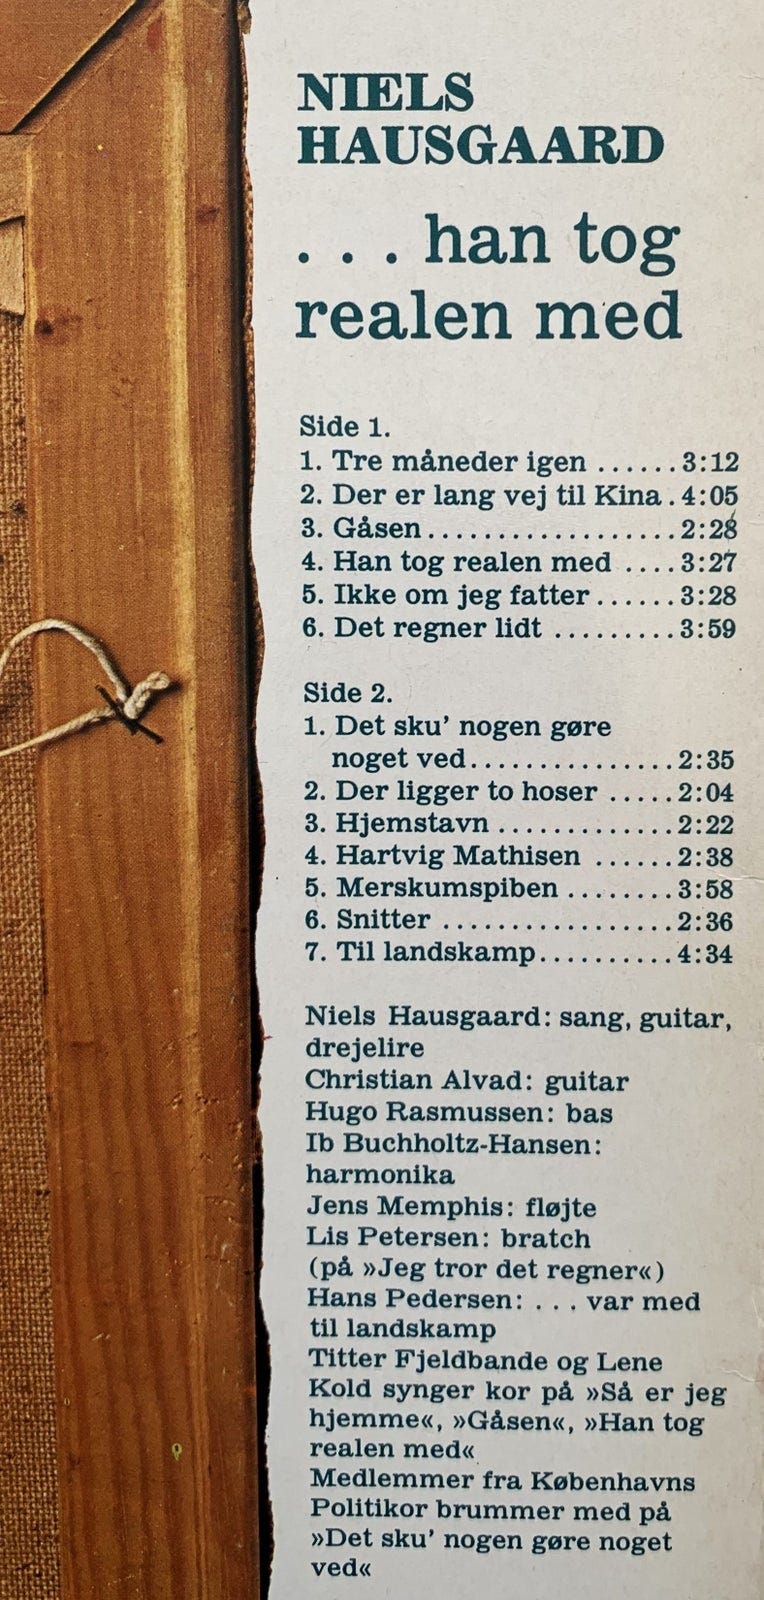 NIELS
HAUSGAARD
. . . han tog
realen med
Side 1.
1. Tre måneder igen ......3:12
2. Der er lang vej til Kina.4:05
3. Gåsen...................2:28
4. Han tog realen med ....3:27
5. Ikke om jeg fatter......3:28
6. Det regner lidt .........3:59
Side 2.
1. Det sku' nogen gøre
noget ved...............2:35
2. Der ligger to hoser .....2:04
3. Hjemstavn .............2:22
4. Hartvig Mathisen ......2:38
5. Merskumspiben ........3:58
6. Snitter .................2:36
7. Til landskamp..........4:34
Niels Hausgaard: sang, guitar,
drejelire
Christian Alvad: guitar
Hugo Rasmussen: bas
Ib Buchholtz-Hansen:
harmonika
Jens Memphis: fløjte
Lis Petersen: bratch
(på »Jeg tror det regner«)
Hans Pedersen: . . . var med
til landskamp
Titter Fjeldbande og Lene
Kold synger kor på »Så er jeg
hjemme«, »Gåsen«, »Han tog
realen med«
Medlemmer fra Københavns
Politikor brummer med på
»Det sku' nogen gøre noget
ved«